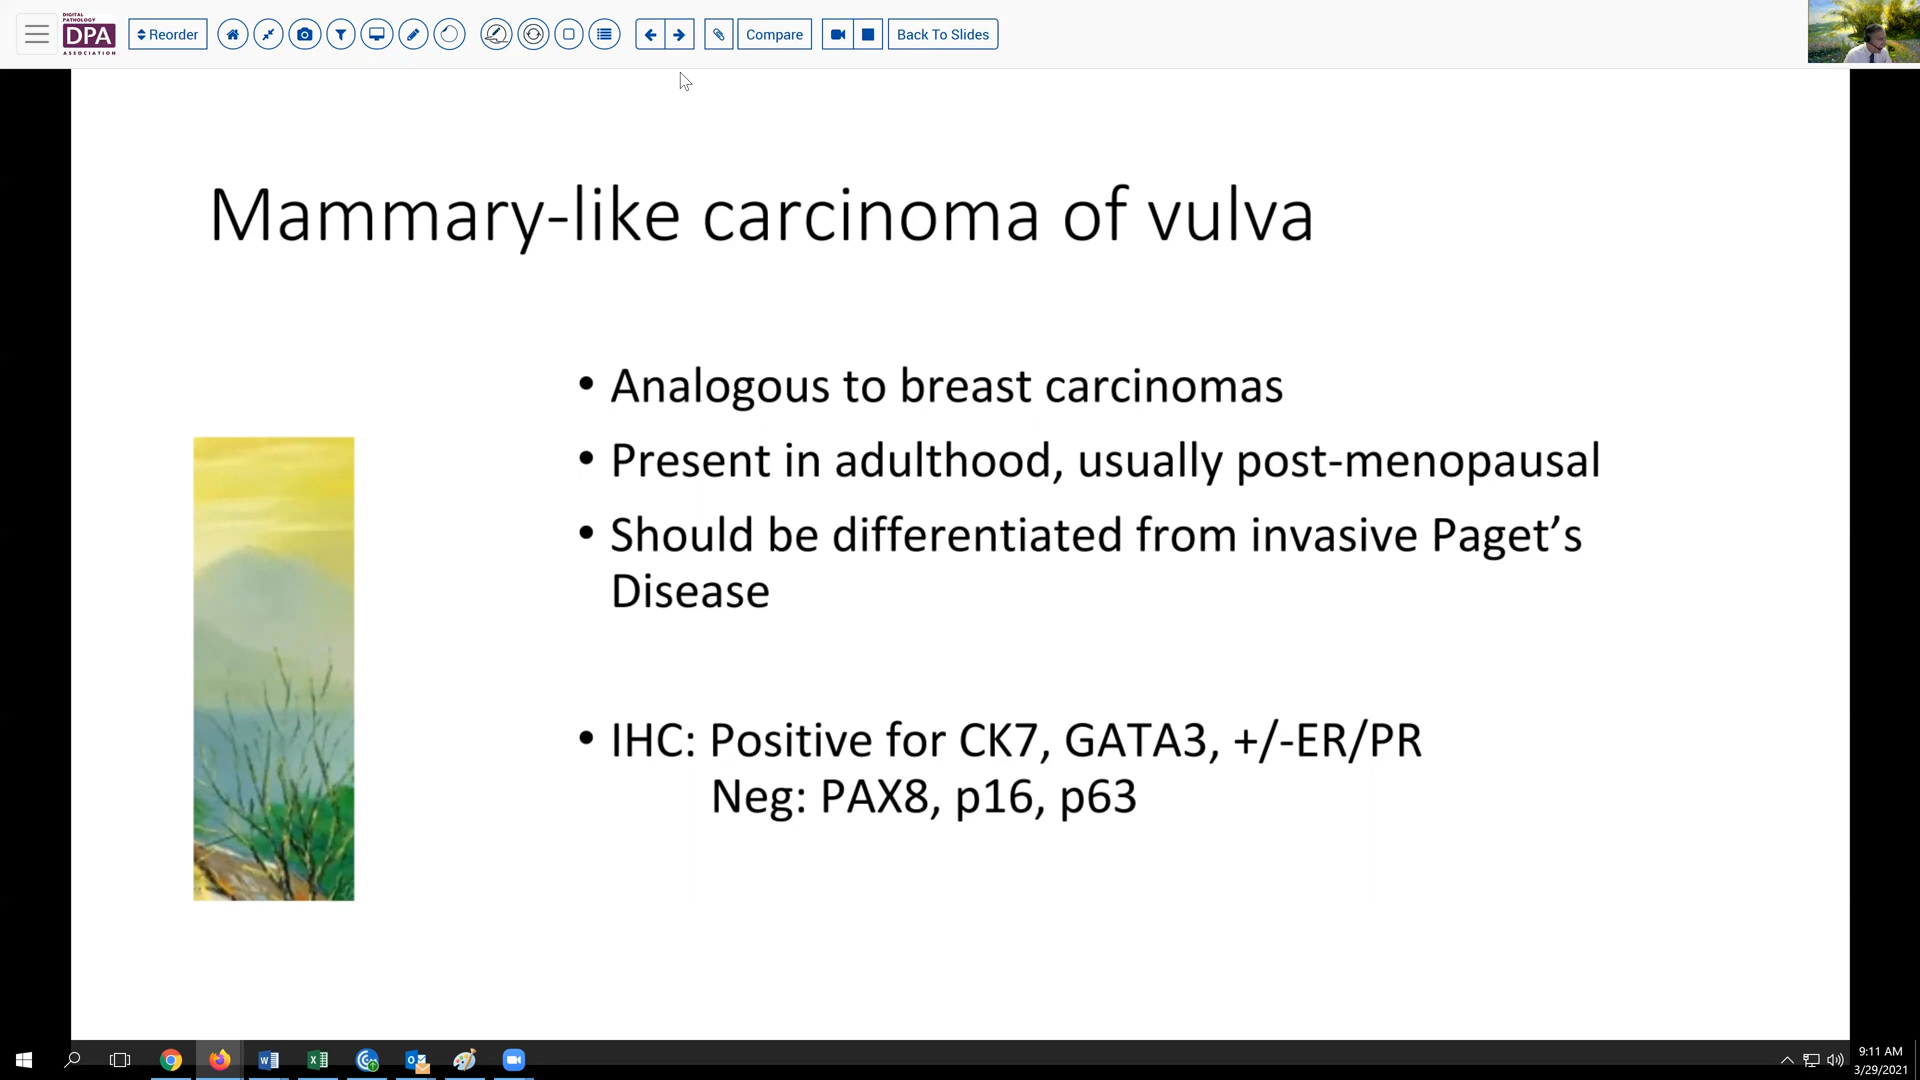 DIGITAL
PATHOLOGY
DPA
ASSOCIATION
Reorder
Compare
Back To Slides
Mammary-like carcinoma of vulva
• Analogous to breast carcinomas
• Present in adulthood, usually post-menopausal
• Should be differentiated from invasive Paget’s
Disease
• IHC: Positive for CK7, GATA3, +/-ER/PR
Neg: PAX8, p16, p63
9:11 AM
3/29/2021